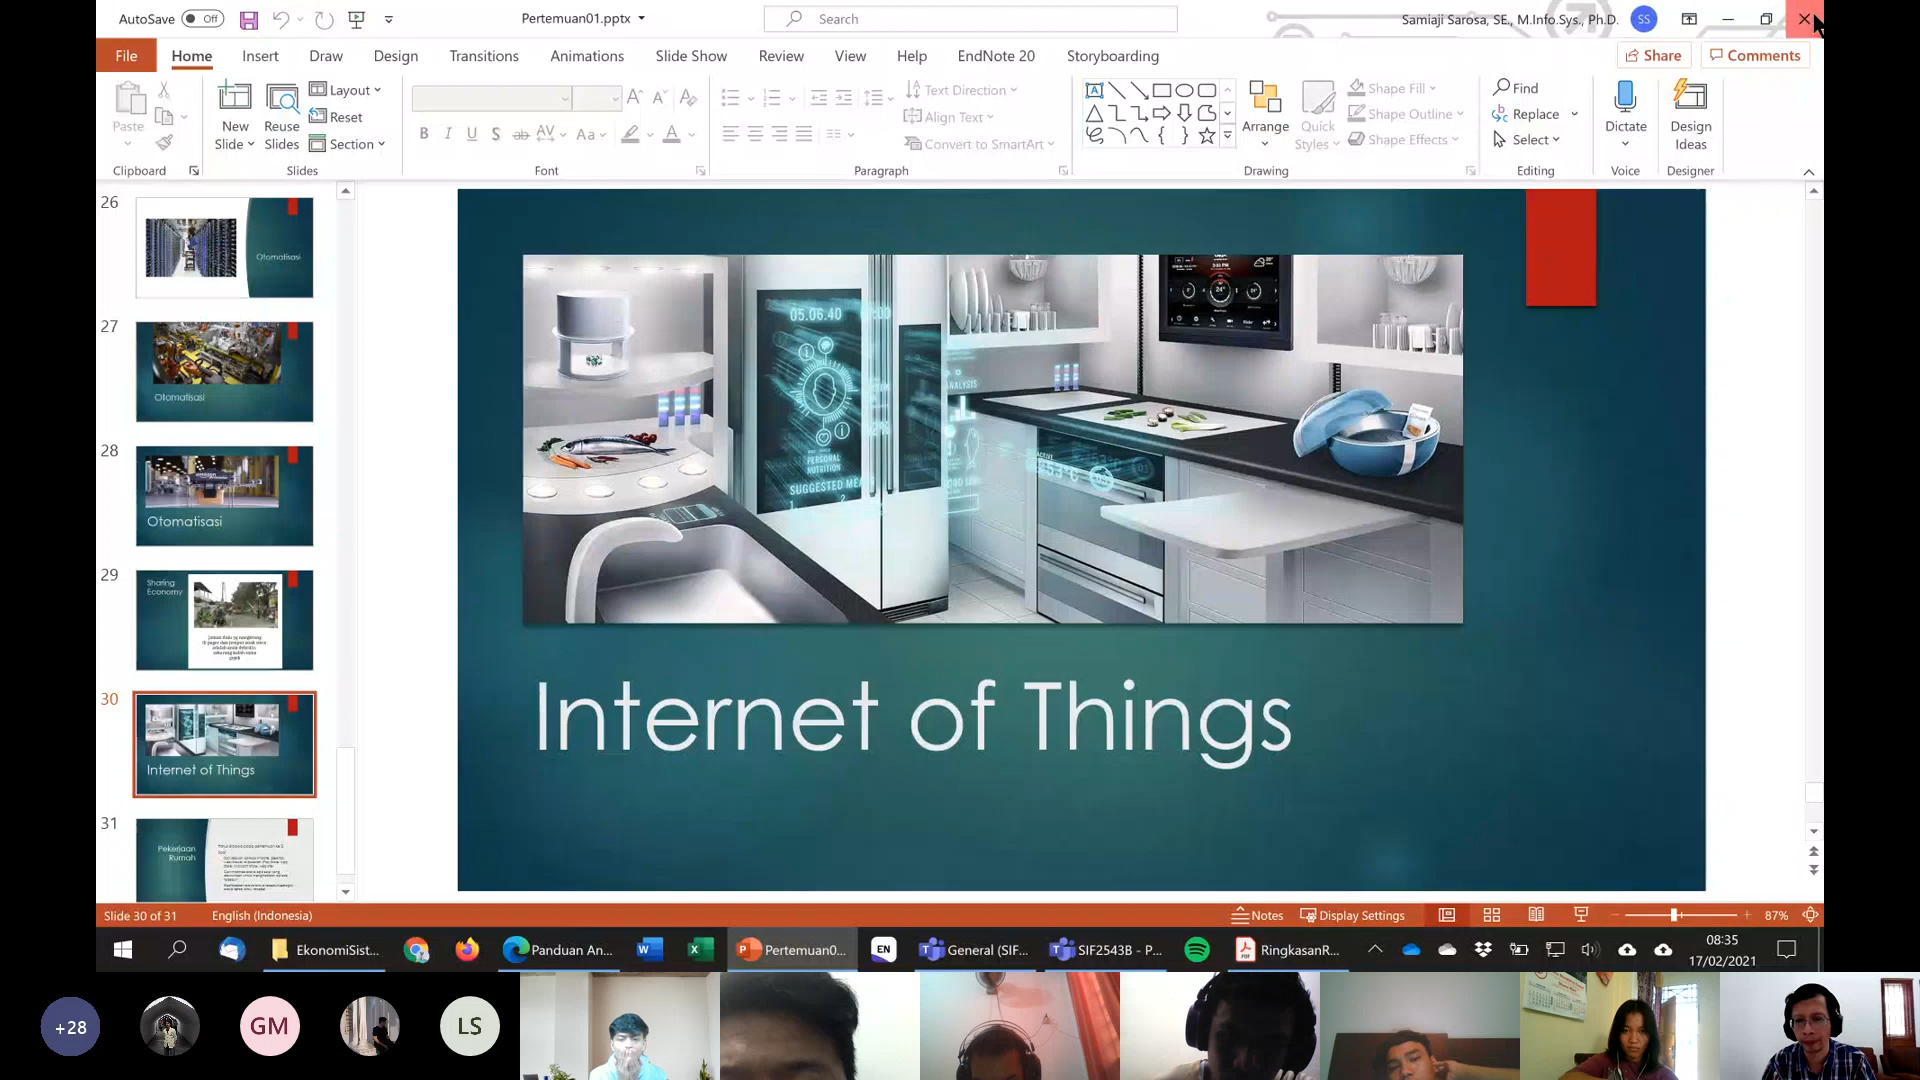 AutoSave Off
Pertemuan01.pptx
Search
Samiaji Sarosa, SE., M.Info.Sys., Ph.D.
SS
File Home Insert Draw Design Transitions Animations Slide Show Review View Help EndNote 20 Storyboarding
Share
Comments
Paste
New Slide
Reuse Slides
Layout
Reset
Section
Text Direction
Align Text
Convert to SmartArt
Arrange
Quick Styles
Shape Fill
Shape Outline
Shape Effects
Find
Replace
Select
Dictate
Design Ideas
Clipboard Slides Font Paragraph Drawing Editing Voice Designer
26
Otomatisasi
27
Otomatisasi
28
Otomatisasi
29
Sharing Economy
30
Internet of Things
31
Pekerjaan Rumah
05.06.40
PERSONAL
NUTRITION
SUGGESTED MEA
1 2
Internet of Things
Slide 30 of 31
English (Indonesia)
Notes
Display Settings
87%
EkonomiSist...
Panduan An...
Pertemuan0...
EN
General (SIF...
SIF2543B - P...
RingkasanR...
08:35
17/02/2021
+28
GM
LS